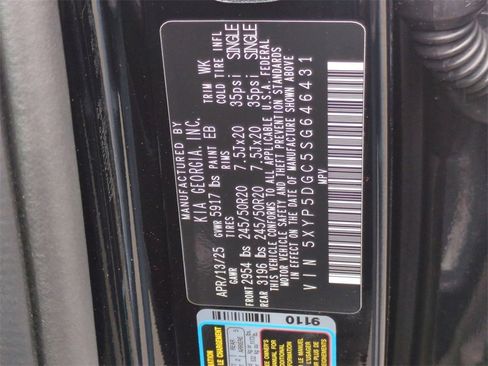 MANUFACTURED BY
KIA GEORGIA, INC.
APR/13/25 GVWR 5917 lbs PAINT EB TRIM WK
GAWR TIRES RIMS COLD TIRE INFL
FRONT 2954 lbs 245/50R20 7.5Jx20 35psi SINGLE
REAR 3196 lbs 245/50R20 7.5Jx20 35psi SINGLE
THIS VEHICLE CONFORMS TO ALL APPLICABLE U.S.A. FEDERAL
MOTOR VEHICLE SAFETY AND THEFT PREVENTION STANDARDS
IN EFFECT ON THE DATE OF MANUFACTURE SHOWN ABOVE
VIN 5XYP5DGC5SG646431
MPV
9110
REAR
ARRIERE